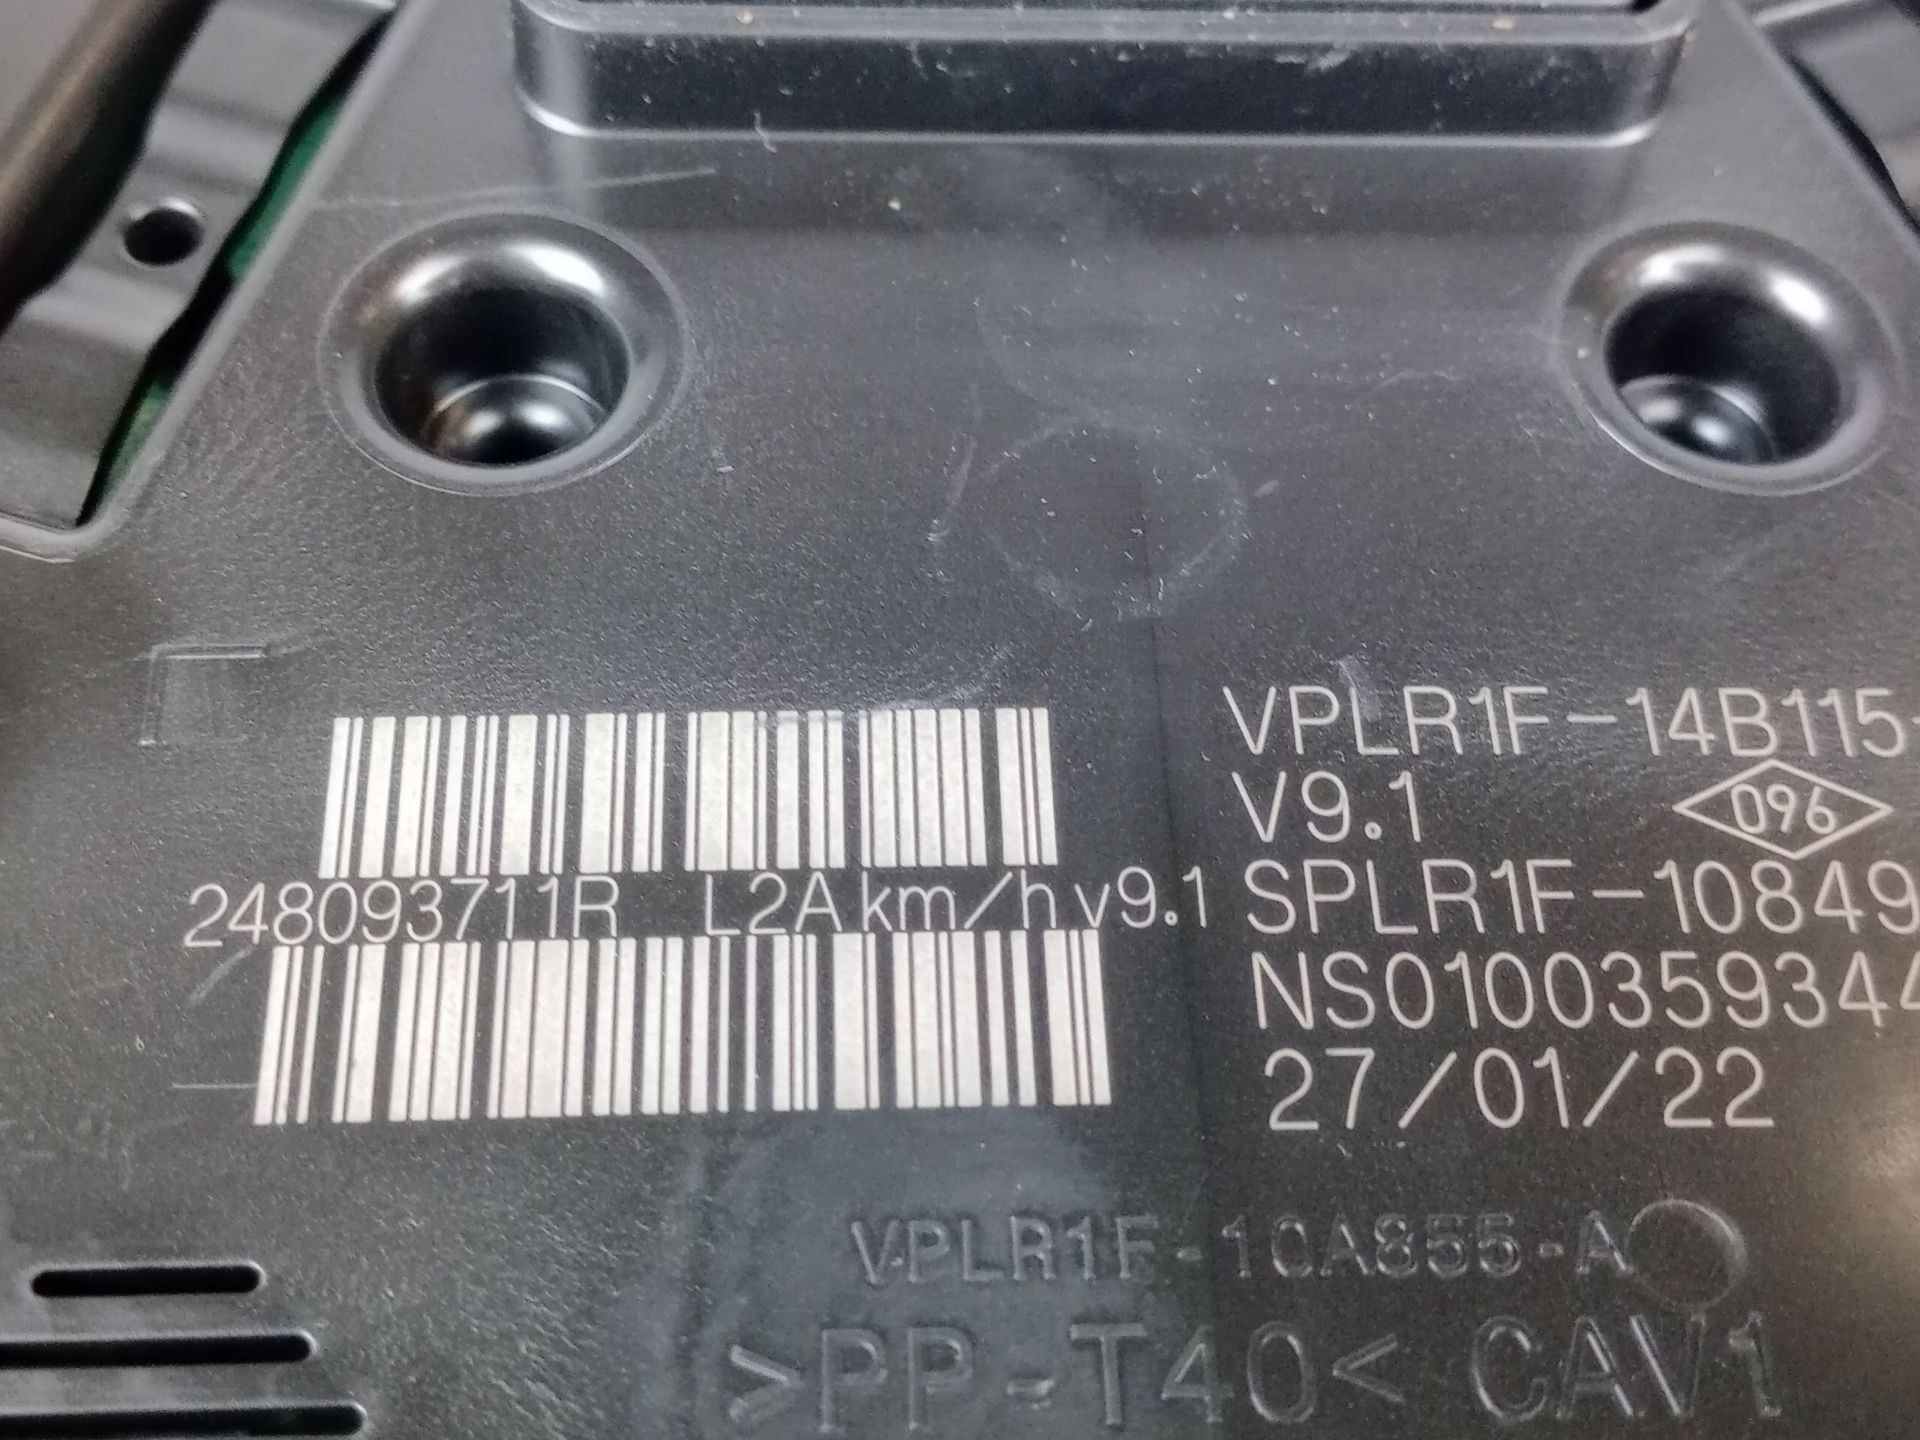 VPLR1F-14B115-
V9.1 096
248093711R L2A km/h v9.1 SPLR1F-10849
NS0100359344
27/01/22
VPLR1F-10A855-A
>PP-T40< CAV1